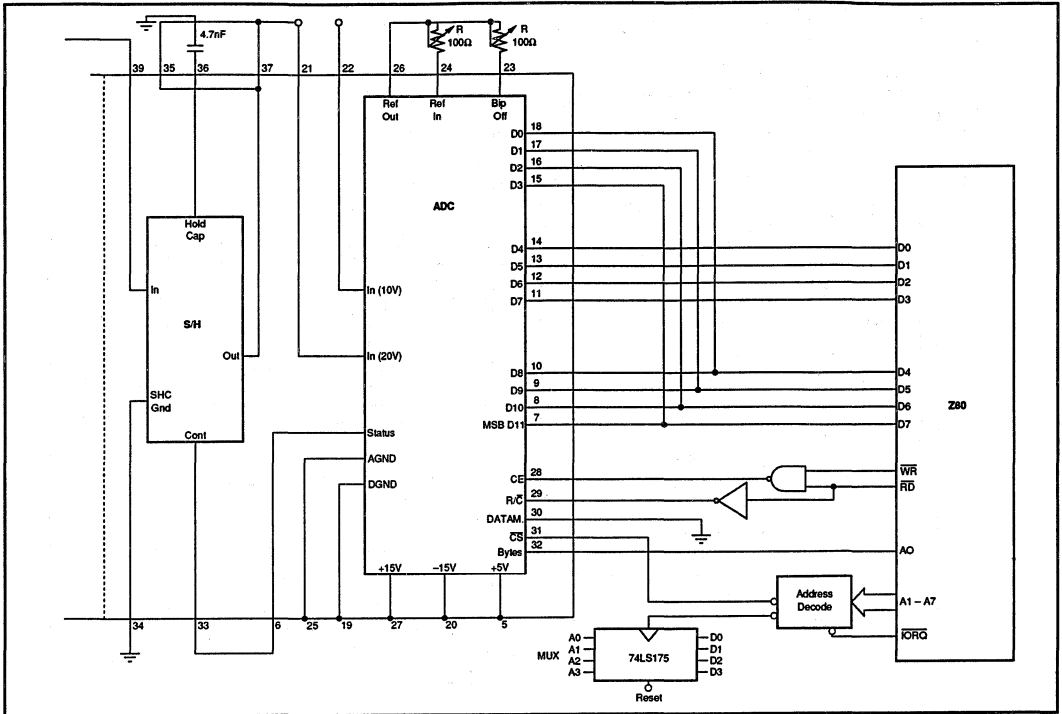 4.7nF
R
100Ω
R
100Ω
39 35 36 37 21 22 26 24 23
Ref Out
Ref In
Bip Off
ADC
D0 18
D1 17
D2 16
D3 15
D4 14
D5 13
D6 12
D7 11
D8 10
D9 9
D10 8
MSB D11 7
CE 28
R/C̅ 29
DATAM. 30
C̅S̅ 31
Bytes 32
In (10V)
In (20V)
Status
AGND
DGND
+15V –15V +5V
Hold Cap
In
S/H
Out
SHC Gnd
Cont
34 33 6 25 19 27 20 5
Z80
D0
D1
D2
D3
D4
D5
D6
D7
W̅R̅
R̅D̅
AO
A1 – A7
I̅O̅R̅Q̅
Address Decode
MUX
A0
A1
A2
A3
74LS175
D0
D1
D2
D3
Reset